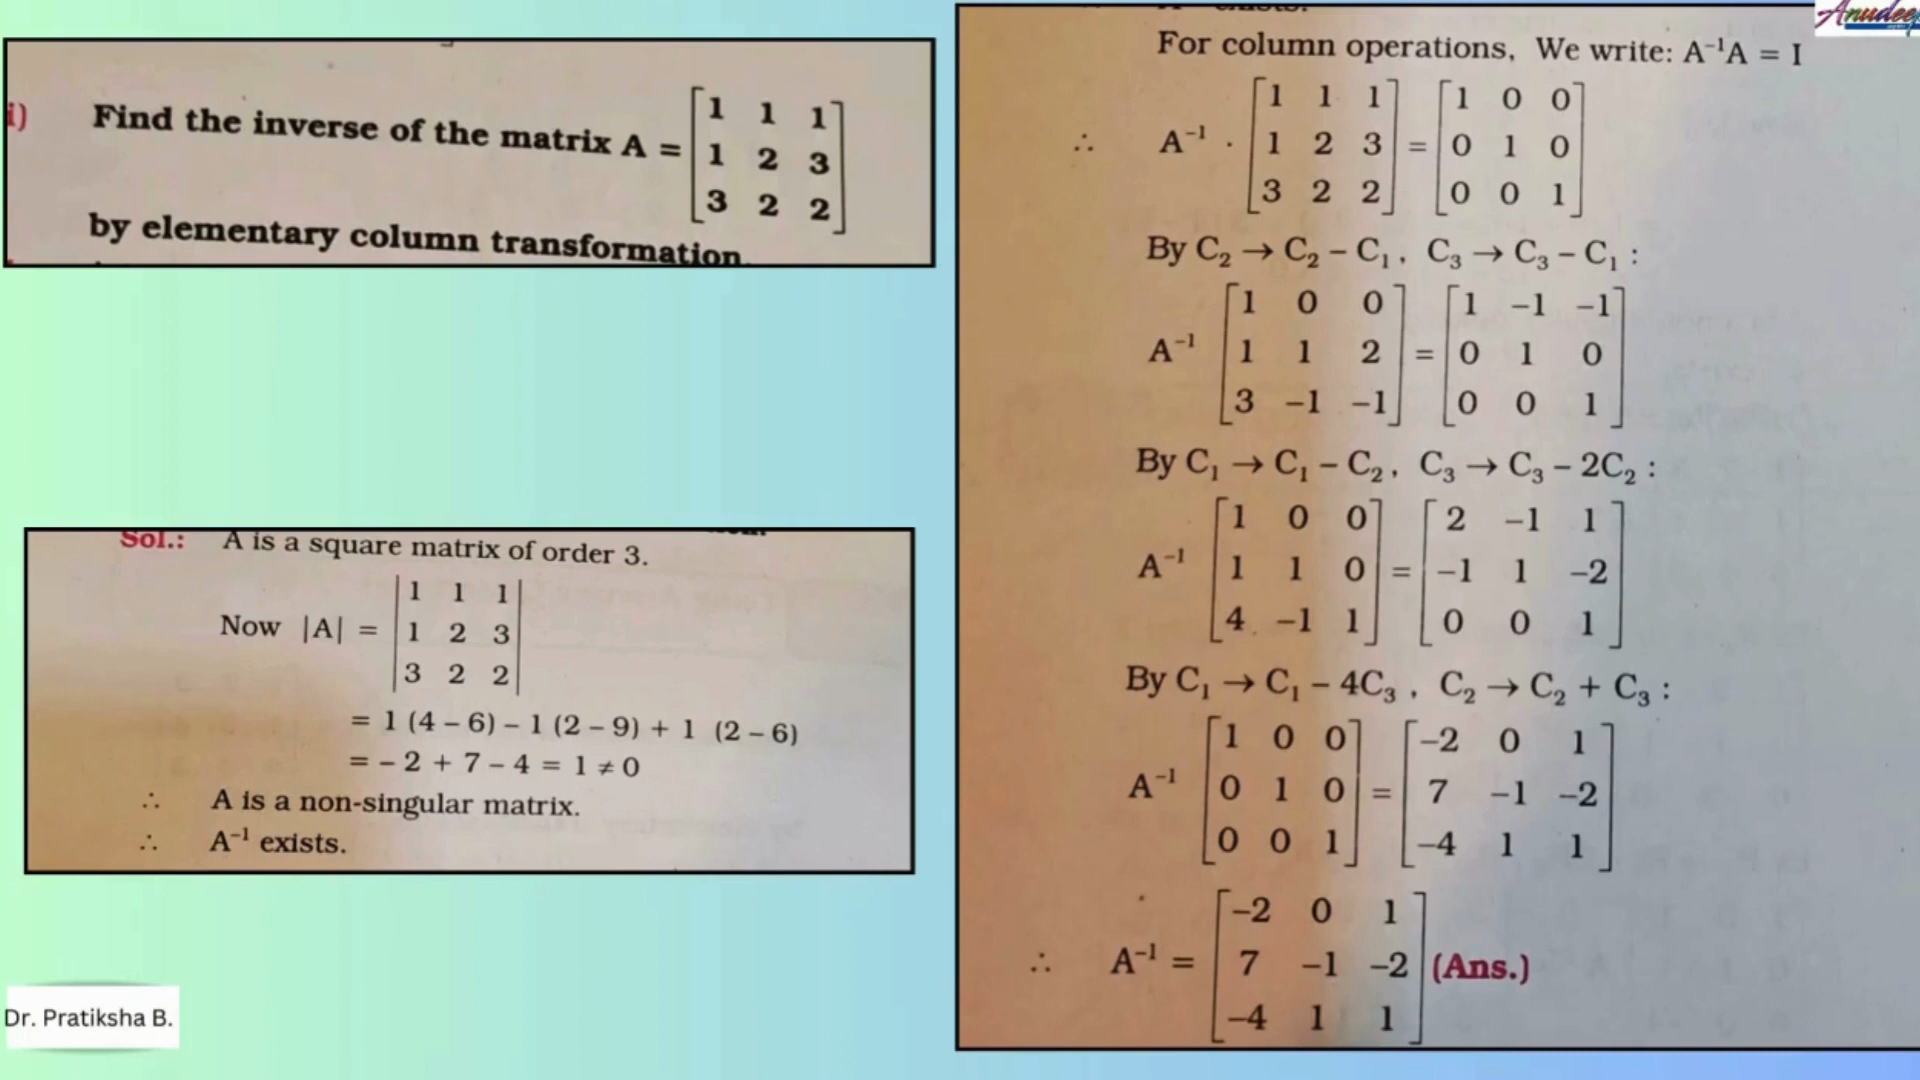 i) Find the inverse of the matrix A = [1 1 1
1 2 3
3 2 2]
by elementary column transformation.
Sol.: A is a square matrix of order 3.
Now |A| = |1 1 1
1 2 3
3 2 2|
= 1 (4 – 6) – 1 (2 – 9) + 1 (2 – 6)
= – 2 + 7 – 4 = 1 ≠ 0
∴ A is a non-singular matrix.
∴ A⁻¹ exists.
Dr. Pratiksha B.
Anudeep
For column operations, We write: A⁻¹A = I
∴ A⁻¹ · [1 1 1] = [1 0 0]
[1 2 3] [0 1 0]
[3 2 2] [0 0 1]
By C₂ → C₂ – C₁, C₃ → C₃ – C₁ :
A⁻¹ [1 0 0] = [1 –1 –1]
[1 1 2] [0 1 0]
[3 –1 –1] [0 0 1]
By C₁ → C₁ – C₂, C₃ → C₃ – 2C₂ :
A⁻¹ [1 0 0] = [2 –1 1]
[1 1 0] [–1 1 –2]
[4 –1 1] [0 0 1]
By C₁ → C₁ – 4C₃, C₂ → C₂ + C₃ :
A⁻¹ [1 0 0] = [–2 0 1]
[0 1 0] [7 –1 –2]
[0 0 1] [–4 1 1]
∴ A⁻¹ = [–2 0 1]
[7 –1 –2] (Ans.)
[–4 1 1]